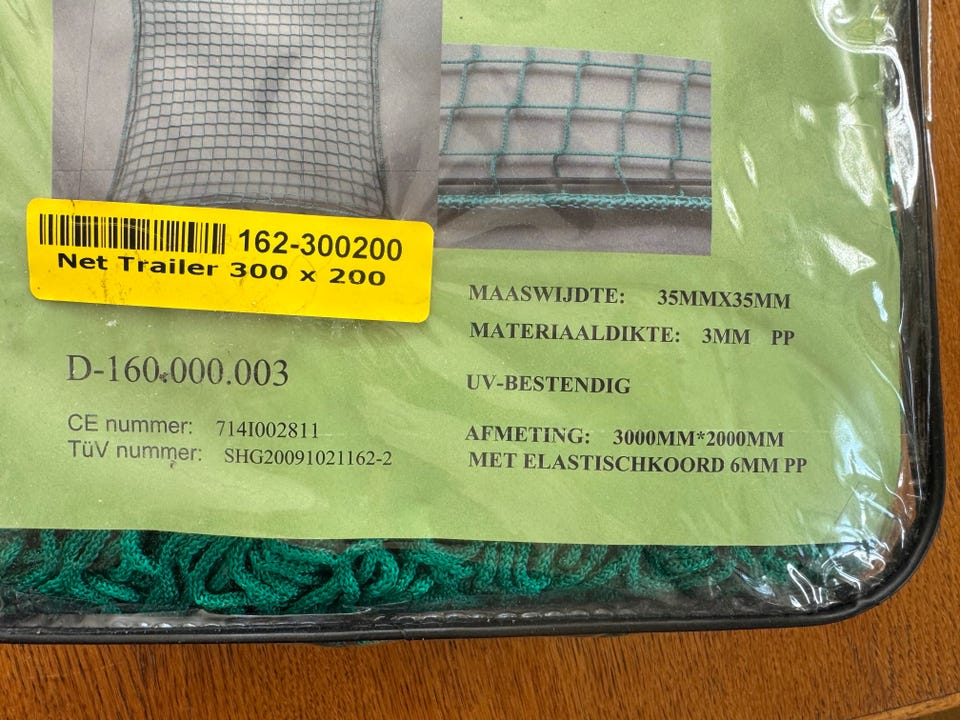 162-300200
Net Trailer 300 x 200
D-160.000.003
CE nummer: 714I002811
TüV nummer: SHG20091021162-2
MAASWIJDTE: 35MMX35MM
MATERIAALDIKTE: 3MM PP
UV-BESTENDIG
AFMETING: 3000MM*2000MM
MET ELASTISCHKOORD 6MM PP